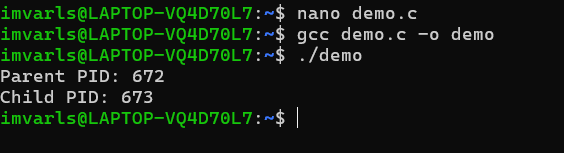 imvarls@LAPTOP-VQ4D70L7:~$ nano demo.c
imvarls@LAPTOP-VQ4D70L7:~$ gcc demo.c -o demo
imvarls@LAPTOP-VQ4D70L7:~$ ./demo
Parent PID: 672
Child PID: 673
imvarls@LAPTOP-VQ4D70L7:~$